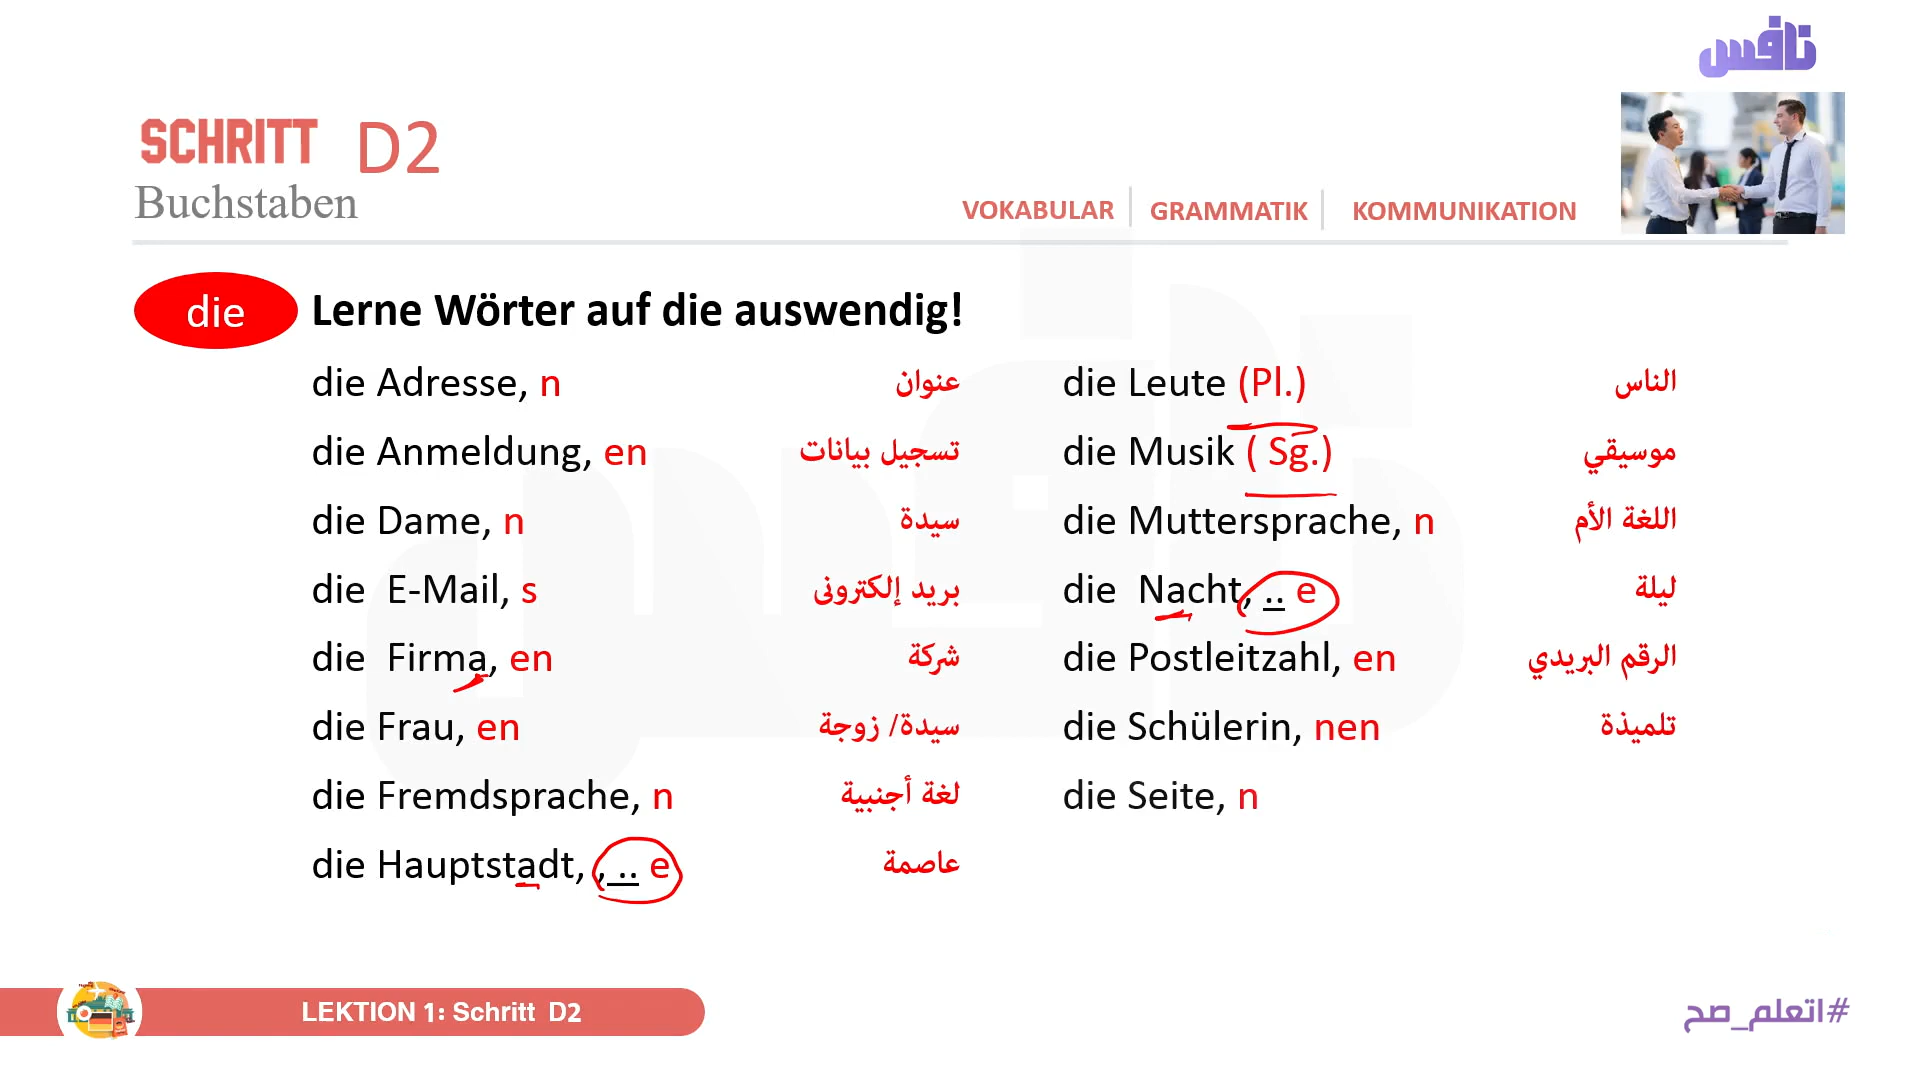 نافس
SCHRITT D2
Buchstaben
VOKABULAR
GRAMMATIK
KOMMUNIKATION
die
Lerne Wörter auf die auswendig!
die Adresse, n عنوان
die Anmeldung, en تسجيل بيانات
die Dame, n سيدة
die E-Mail, s بريد إلكترونى
die Firma, en شركة
die Frau, en سيدة/ زوجة
die Fremdsprache, n لغة أجنبية
die Hauptstadt, , .. e عاصمة
die Leute (Pl.) الناس
die Musik ( Sg.) موسيقي
die Muttersprache, n اللغة الأم
die Nacht, .. e ليلة
die Postleitzahl, en الرقم البريدي
die Schülerin, nen تلميذة
die Seite, n
LEKTION 1: Schritt D2
#اتعلم_صح